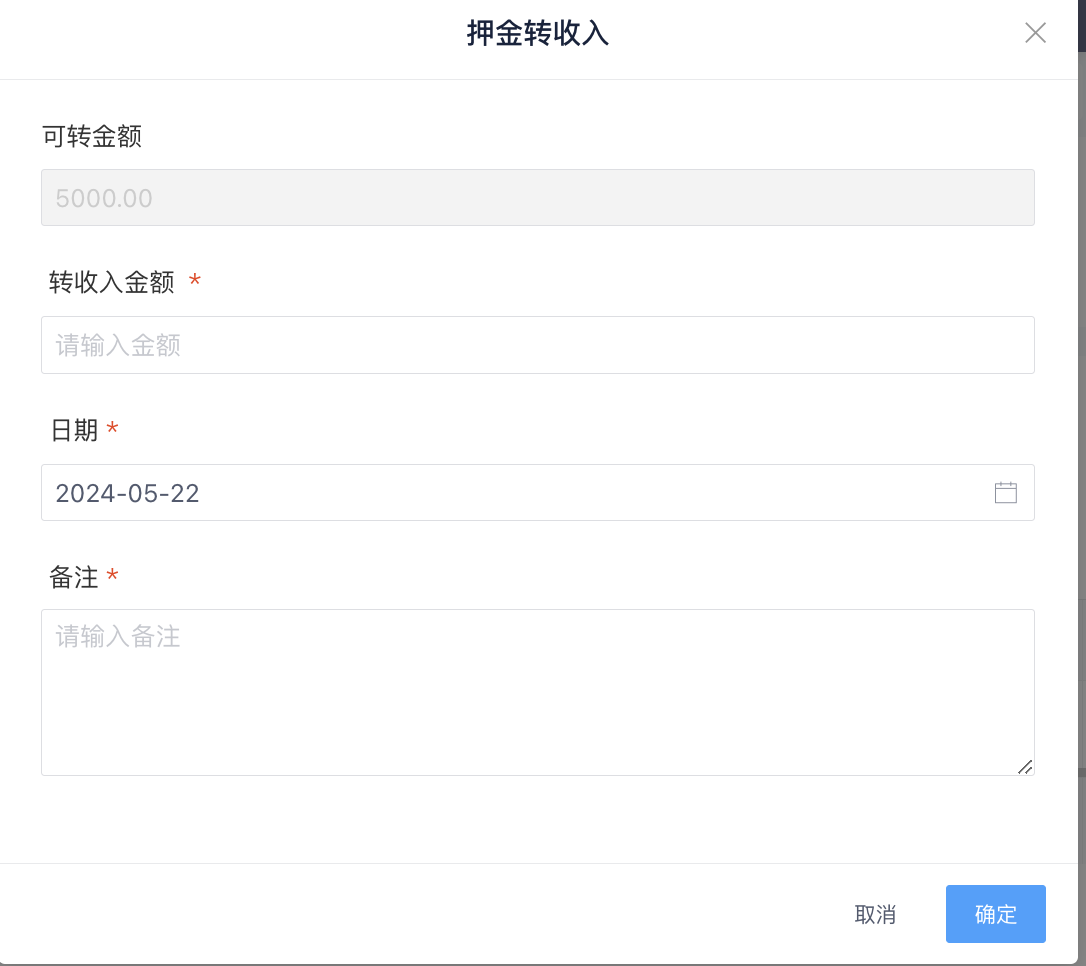 押金转收入
可转金额
5000.00
转收入金额 *
请输入金额
日期 *
2024-05-22
备注 *
请输入备注
取消
确定